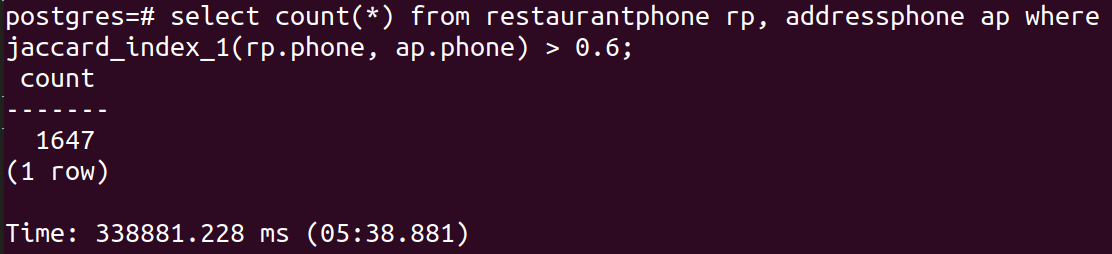 postgres=# select count(*) from restaurantphone rp, addressphone ap where
jaccard_index_1(rp.phone, ap.phone) > 0.6;
 count
-------
  1647
(1 row)

Time: 338881.228 ms (05:38.881)